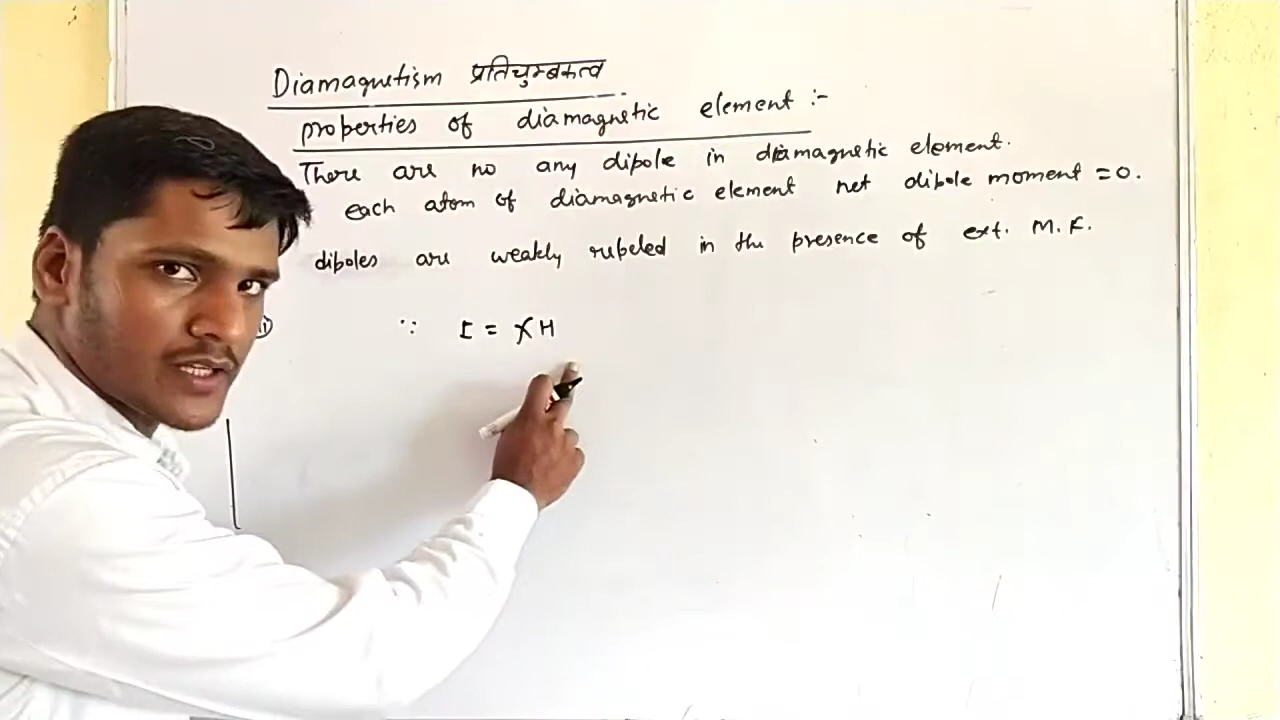 Diamagnetism प्रतिचुम्बकत्व
properties of diamagnetic element :-
There are no any dipole in diamagnetic element.
each atom of diamagnetic element net dipole moment = 0.
dipoles are weakly rebeled in the presence of ext. M.F.
∵ I = χH